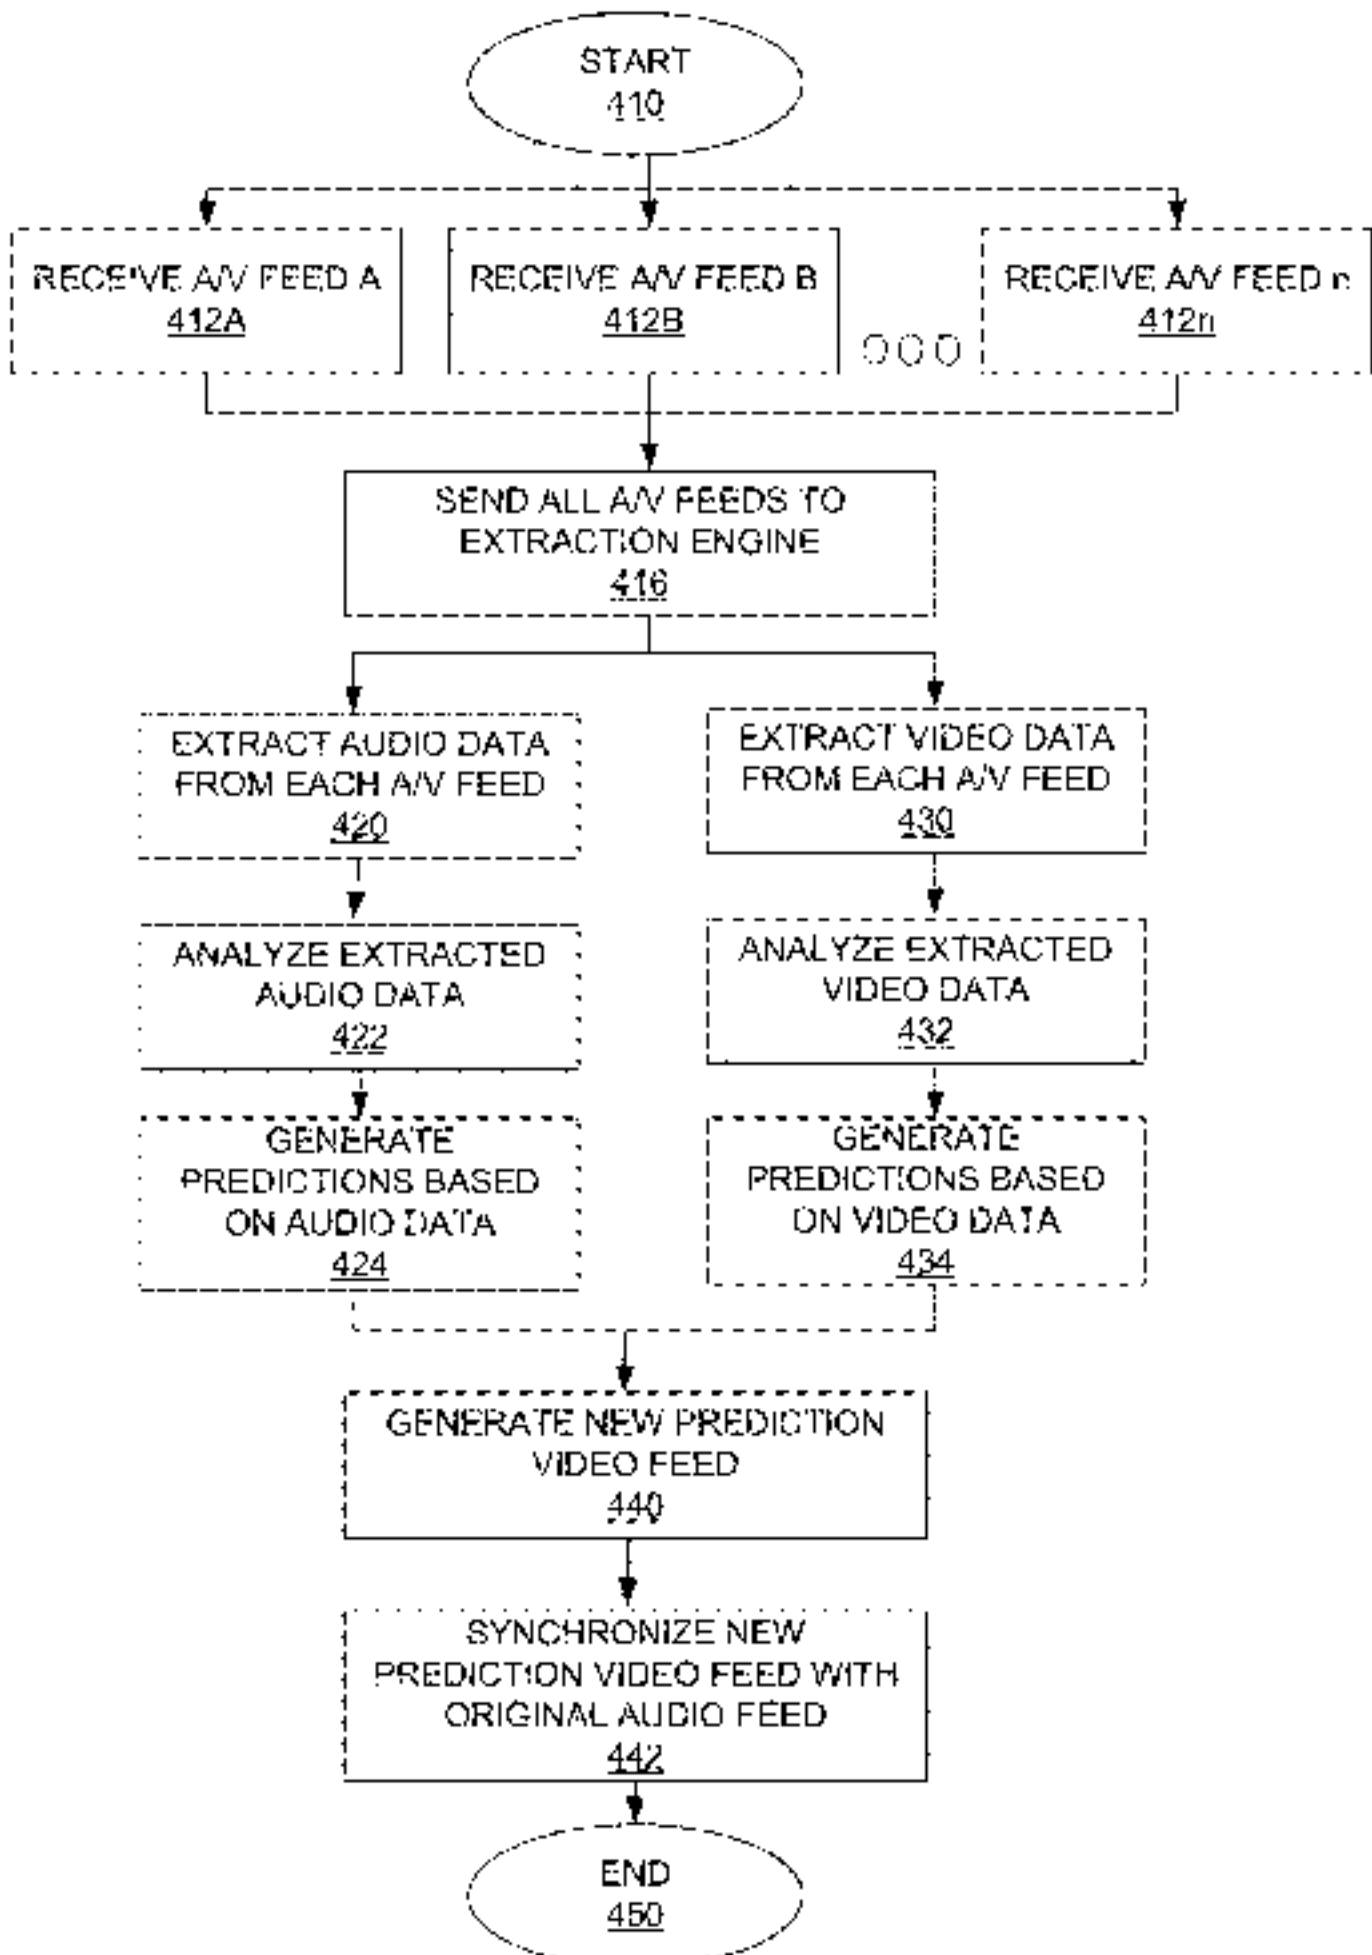 START
410
RECEIVE A/V FEED A
412A
RECEIVE A/V FEED B
412B
RECEIVE A/V FEED n
412n
SEND ALL A/V FEEDS TO
EXTRACTION ENGINE
416
EXTRACT AUDIO DATA
FROM EACH A/V FEED
420
EXTRACT VIDEO DATA
FROM EACH A/V FEED
430
ANALYZE EXTRACTED
AUDIO DATA
422
ANALYZE EXTRACTED
VIDEO DATA
432
GENERATE
PREDICTIONS BASED
ON AUDIO DATA
424
GENERATE
PREDICTIONS BASED
ON VIDEO DATA
434
GENERATE NEW PREDICTION
VIDEO FEED
440
SYNCHRONIZE NEW
PREDICTION VIDEO FEED WITH
ORIGINAL AUDIO FEED
442
END
450